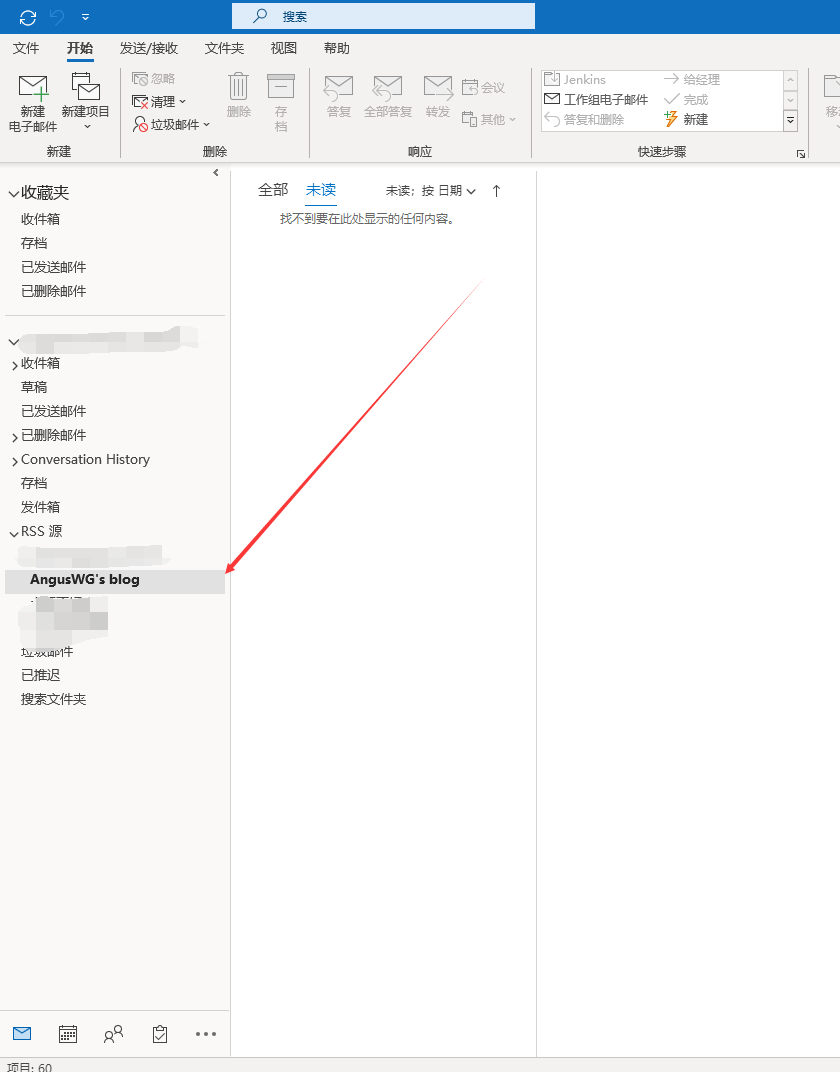 搜索
文件 开始 发送/接收 文件夹 视图 帮助
新建
电子邮件
新建项目
新建
忽略
清理
垃圾邮件
删除
存
档
删除
答复
全部答复
转发
会议
其他
响应
Jenkins
给经理
工作组电子邮件
完成
答复和删除
新建
快速步骤
收藏夹
收件箱
存档
已发送邮件
已删除邮件
收件箱
草稿
已发送邮件
已删除邮件
Conversation History
存档
发件箱
RSS 源
AngusWG's blog
垃圾邮件
已推迟
搜索文件夹
全部 未读 未读; 按 日期
找不到要在此处显示的任何内容。
项目: 60